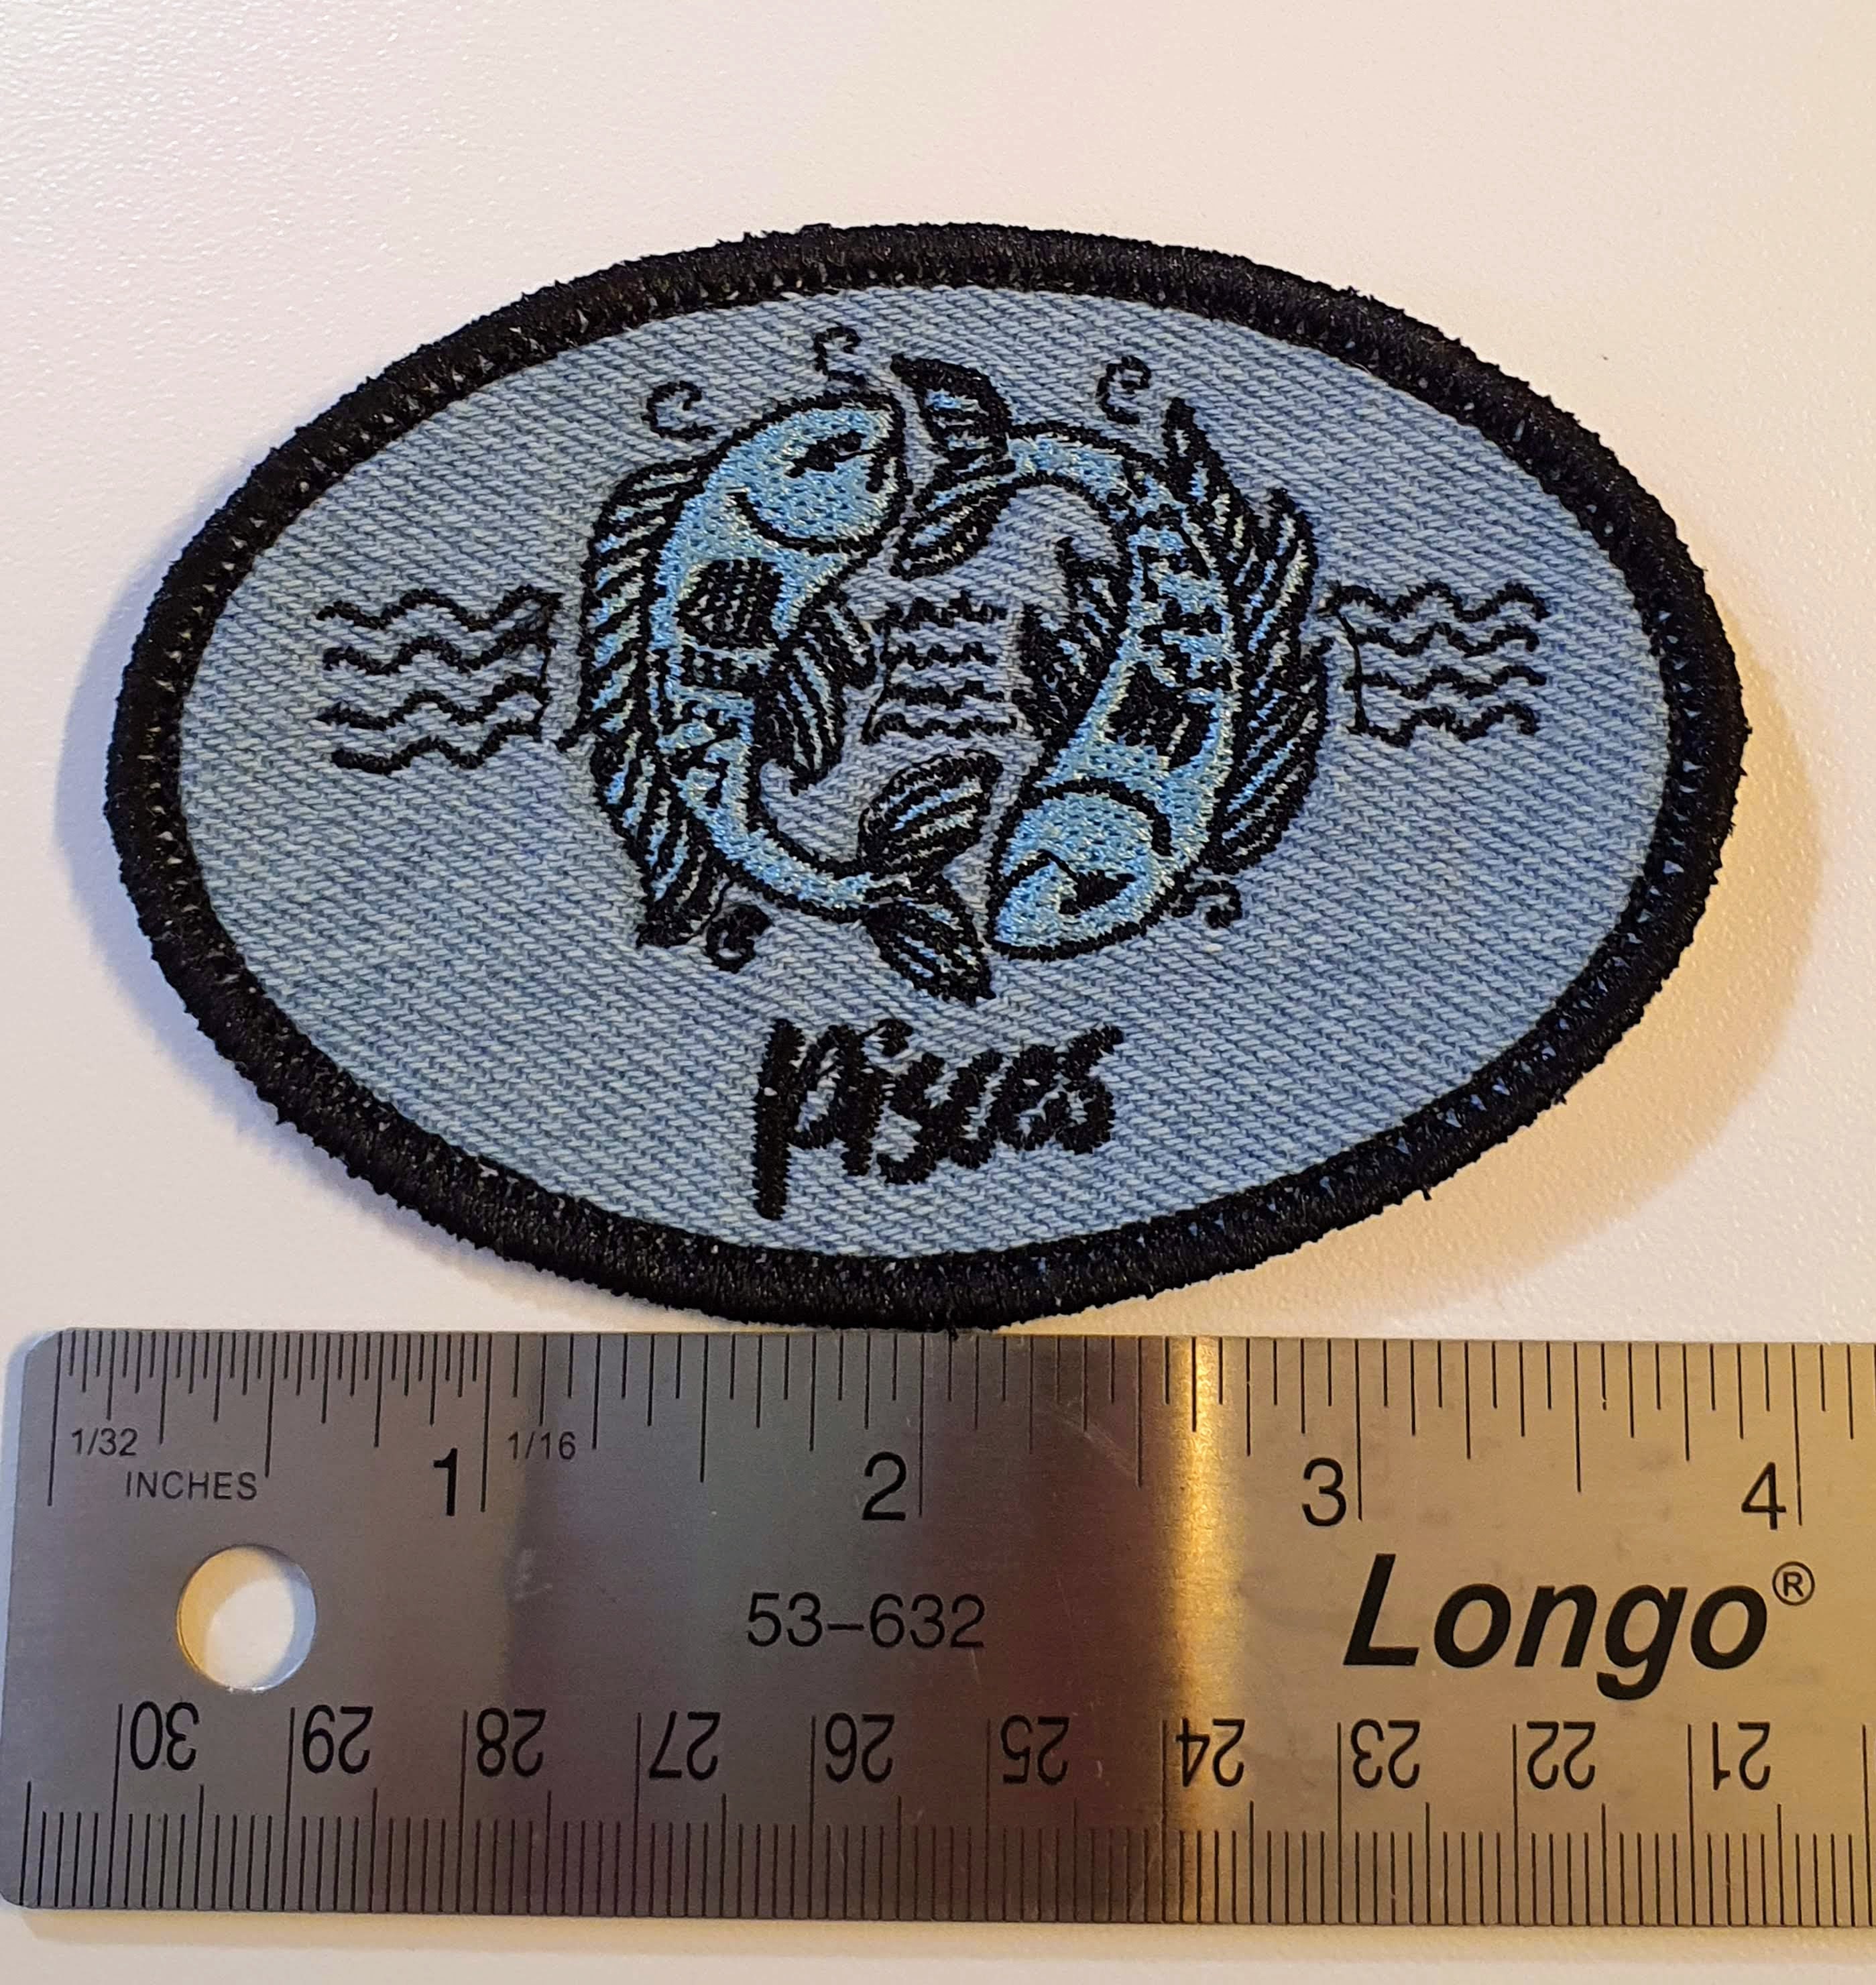 Pisces
1/32 1 1/16 2 3 4
INCHES
53-632 Longo®
30 29 28 27 26 25 24 23 22 21